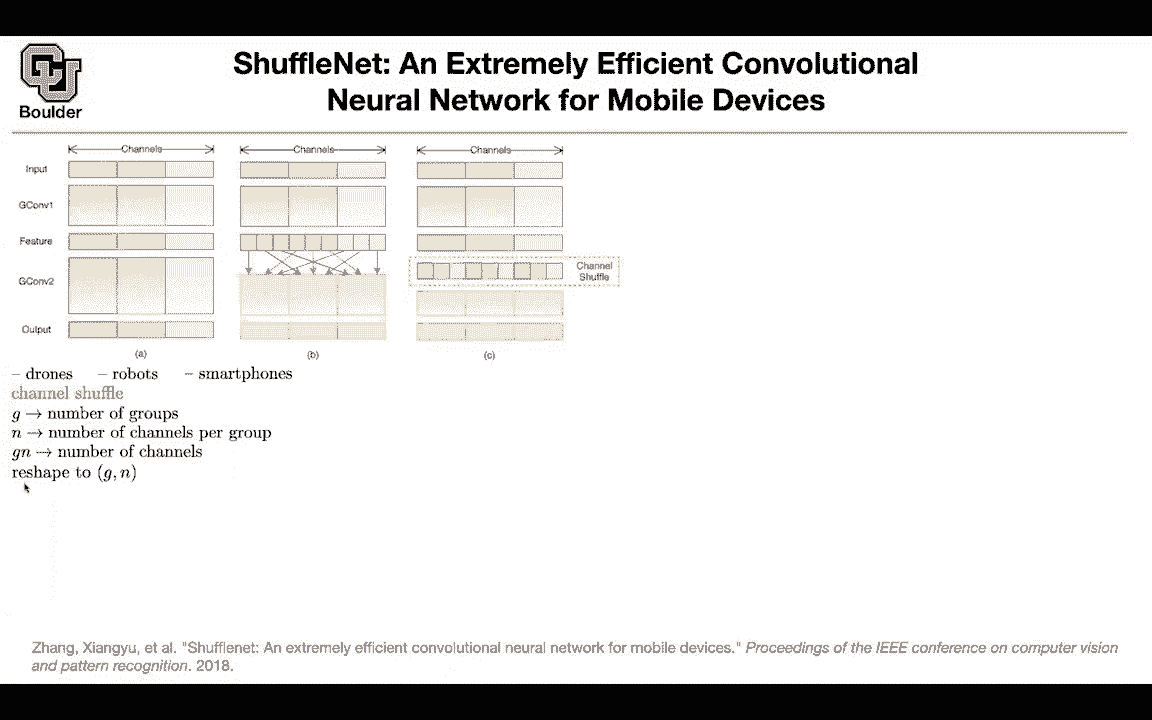 Boulder
ShuffleNet: An Extremely Efficient Convolutional
Neural Network for Mobile Devices
Channels Channels Channels
Input
GConv1
Feature
Channel
Shuffle
GConv2
Output
(a) (b) (c)
– drones – robots – smartphones
channel shuffle
g → number of groups
n → number of channels per group
gn → number of channels
reshape to (g, n)
Zhang, Xiangyu, et al. "Shufflenet: An extremely efficient convolutional neural network for mobile devices." Proceedings of the IEEE conference on computer vision
and pattern recognition. 2018.